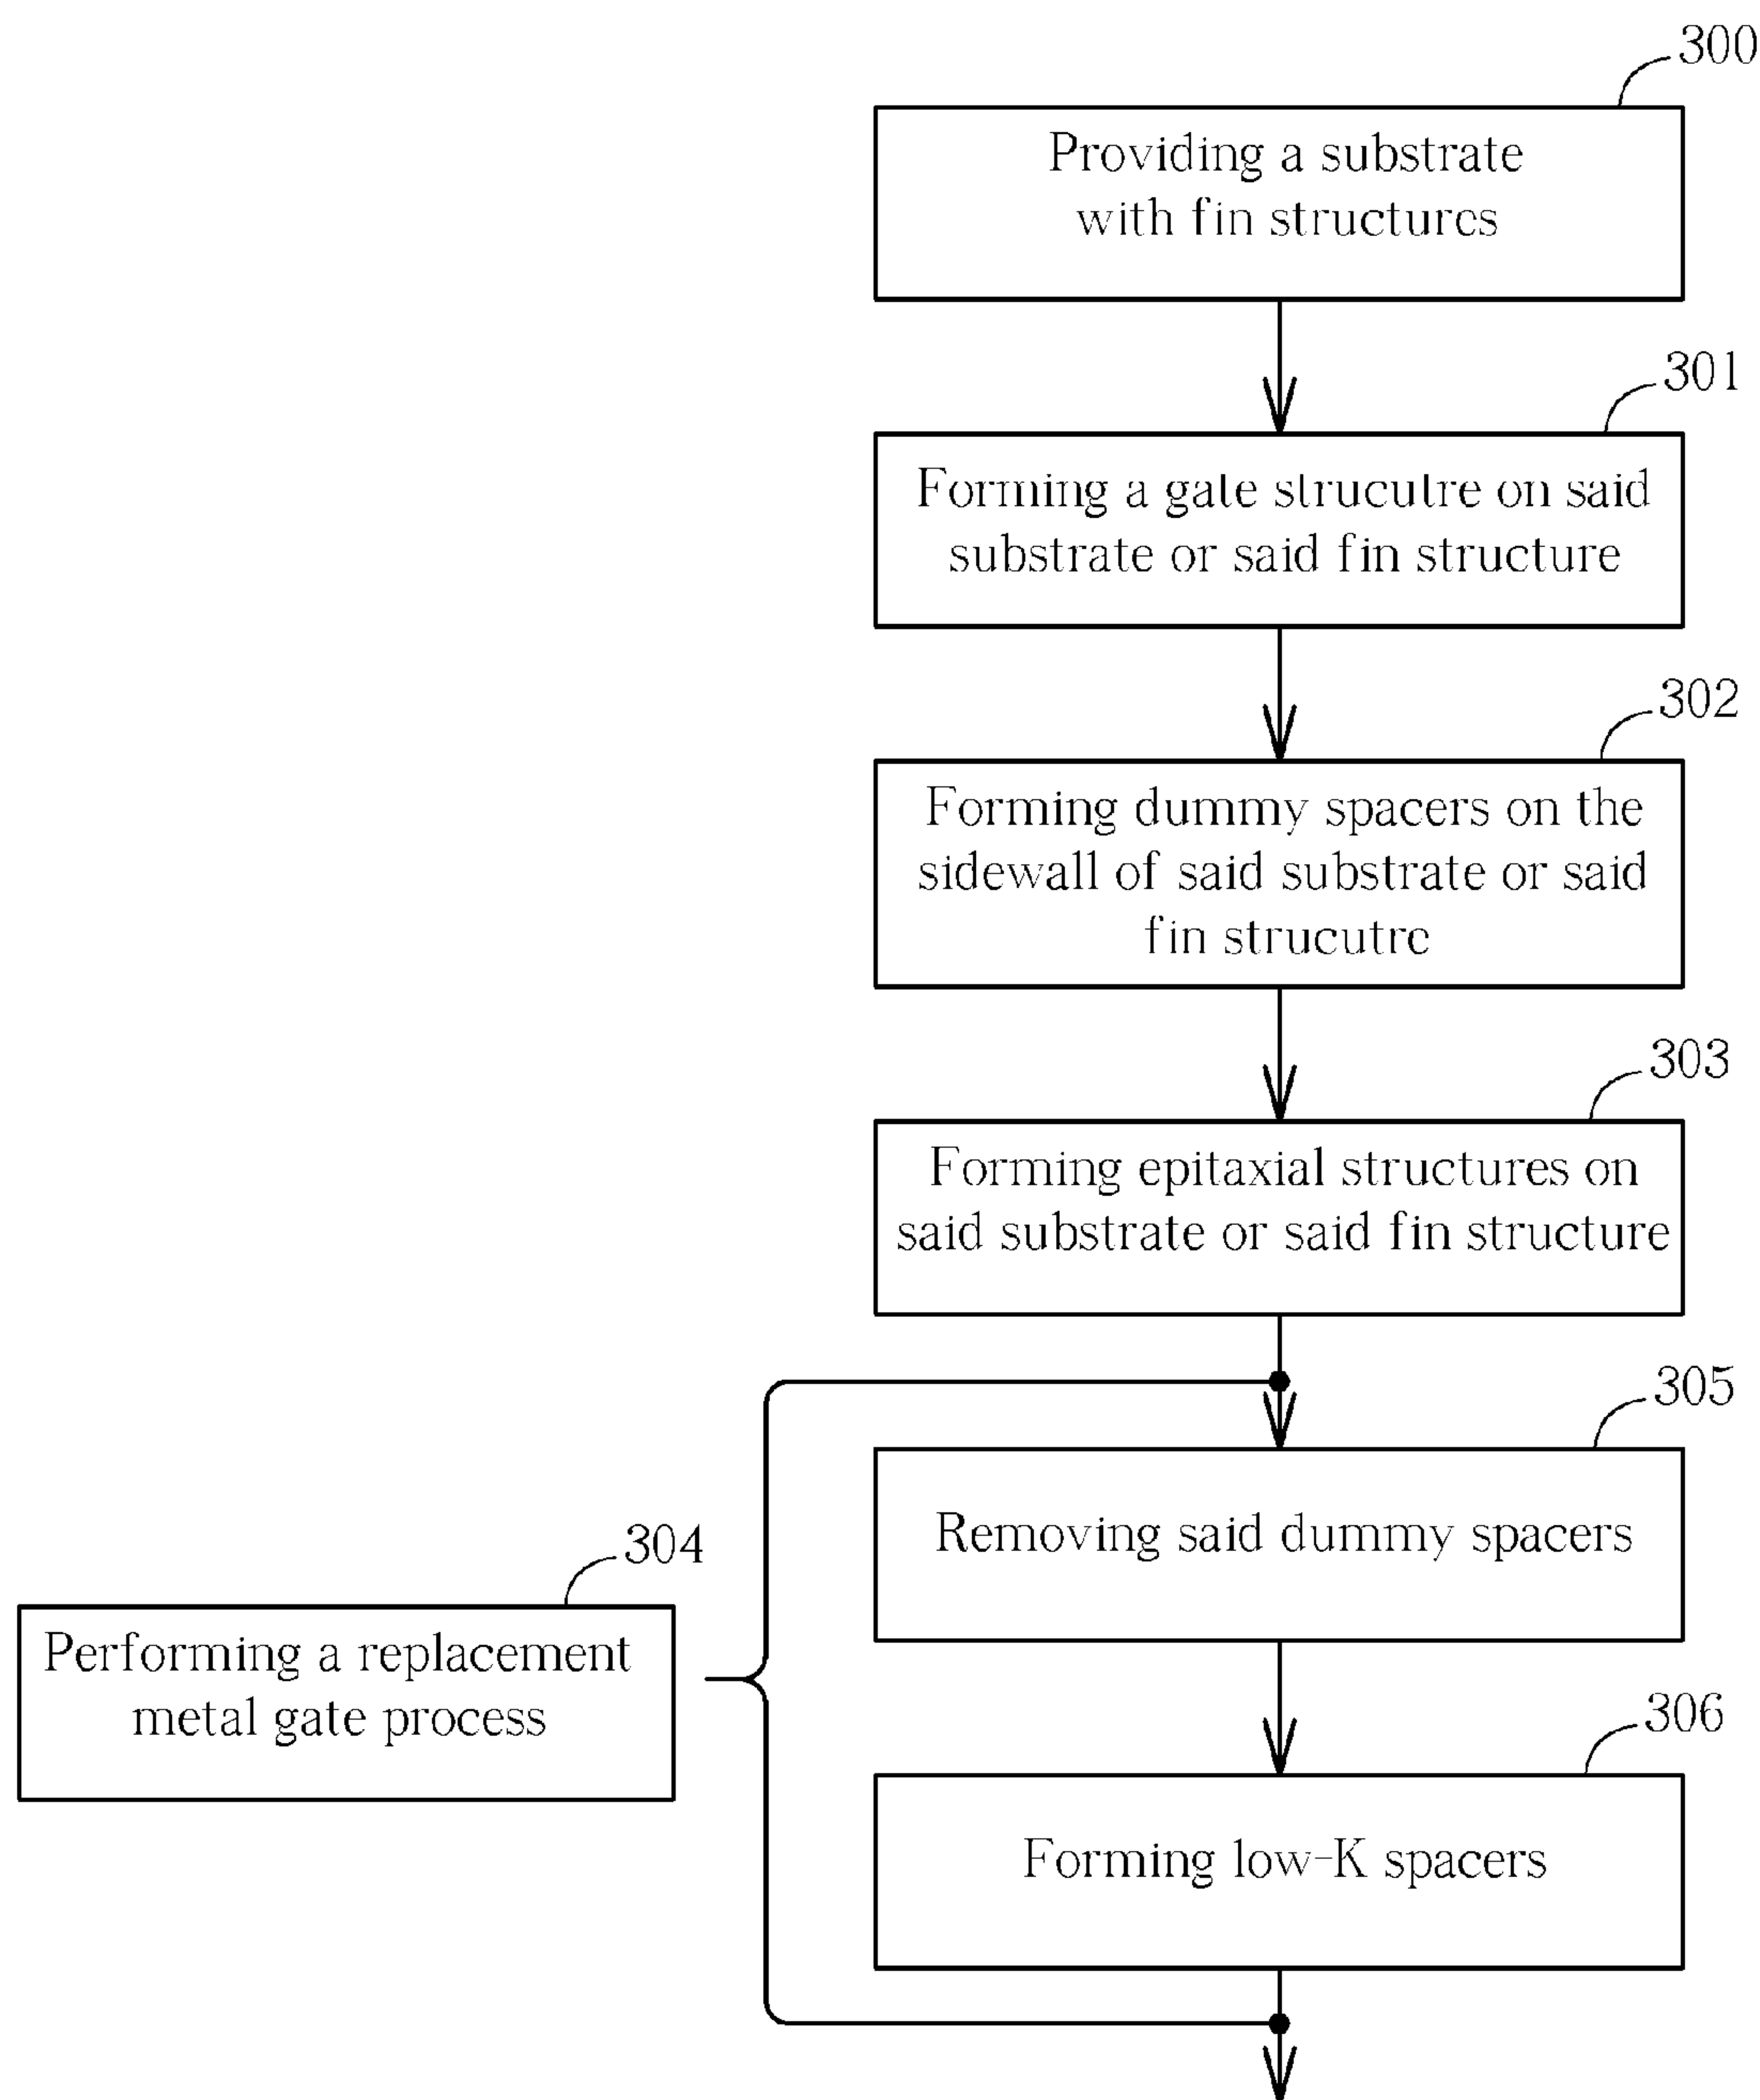 300
Providing a substrate
with fin structures
301
Forming a gate strucutre on said
substrate or said fin structure
302
Forming dummy spacers on the
sidewall of said substrate or said
fin strucutre
303
Forming epitaxial structures on
said substrate or said fin structure
305
Removing said dummy spacers
304
Performing a replacement
metal gate process
306
Forming low-K spacers